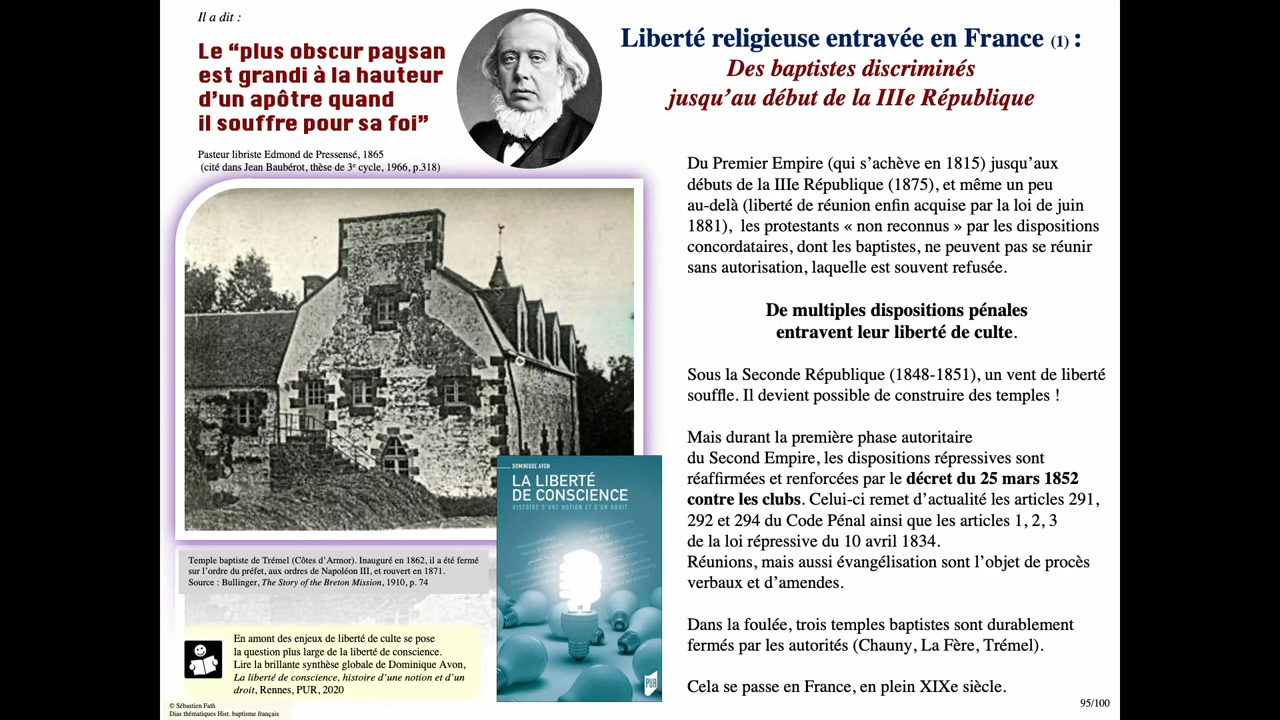 Il a dit :
Le “plus obscur paysan
est grandi à la hauteur
d’un apôtre quand
il souffre pour sa foi”
Pasteur libriste Edmond de Pressensé, 1865
(cité dans Jean Baubérot, thèse de 3e cycle, 1966, p.318)
Liberté religieuse entravée en France (1) :
Des baptistes discriminés
jusqu’au début de la IIIe République
Du Premier Empire (qui s’achève en 1815) jusqu’aux
débuts de la IIIe République (1875), et même un peu
au-delà (liberté de réunion enfin acquise par la loi de juin
1881), les protestants « non reconnus » par les dispositions
concordataires, dont les baptistes, ne peuvent pas se réunir
sans autorisation, laquelle est souvent refusée.
De multiples dispositions pénales
entravent leur liberté de culte.
Sous la Seconde République (1848-1851), un vent de liberté
souffle. Il devient possible de construire des temples !
Mais durant la première phase autoritaire
du Second Empire, les dispositions répressives sont
réaffirmées et renforcées par le décret du 25 mars 1852
contre les clubs. Celui-ci remet d’actualité les articles 291,
292 et 294 du Code Pénal ainsi que les articles 1, 2, 3
de la loi répressive du 10 avril 1834.
Réunions, mais aussi évangélisation sont l’objet de procès
verbaux et d’amendes.
Dans la foulée, trois temples baptistes sont durablement
fermés par les autorités (Chauny, La Fère, Trémel).
Cela se passe en France, en plein XIXe siècle.
Temple baptiste de Trémel (Côtes d’Armor). Inauguré en 1862, il a été fermé
sur l’ordre du préfet, aux ordres de Napoléon III, et rouvert en 1871.
Source : Bullinger, The Story of the Breton Mission, 1910, p. 74
DOMINIQUE AVON
LA LIBERTÉ
DE CONSCIENCE
HISTOIRE D’UNE NOTION ET D’UN DROIT
PUR
En amont des enjeux de liberté de culte se pose
la question plus large de la liberté de conscience.
Lire la brillante synthèse globale de Dominique Avon,
La liberté de conscience, histoire d’une notion et d’un
droit, Rennes, PUR, 2020
© Sébastien Fath
Dias thématiques Hist. baptisme français
95/100